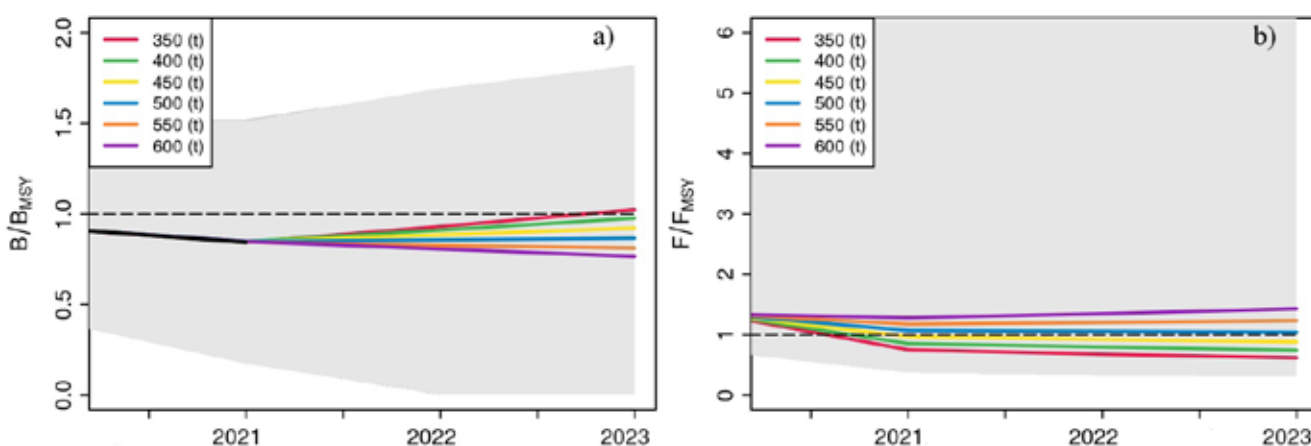 a)
350 (t)
400 (t)
450 (t)
500 (t)
550 (t)
600 (t)
B/BMSY
0.0
0.5
1.0
1.5
2.0
2021
2022
2023
b)
350 (t)
400 (t)
450 (t)
500 (t)
550 (t)
600 (t)
F/FMSY
0
1
2
3
4
5
6
2021
2022
2023